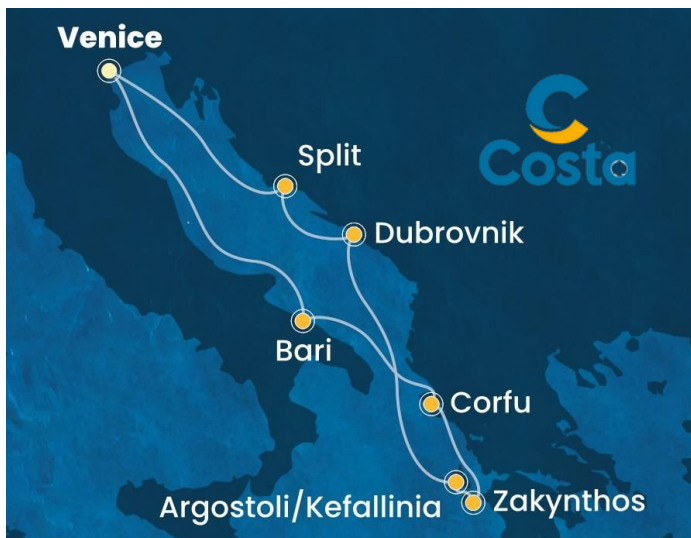 Venice
Split
Costa
Dubrovnik
Bari
Corfu
Argostoli/Kefallinia
Zakynthos